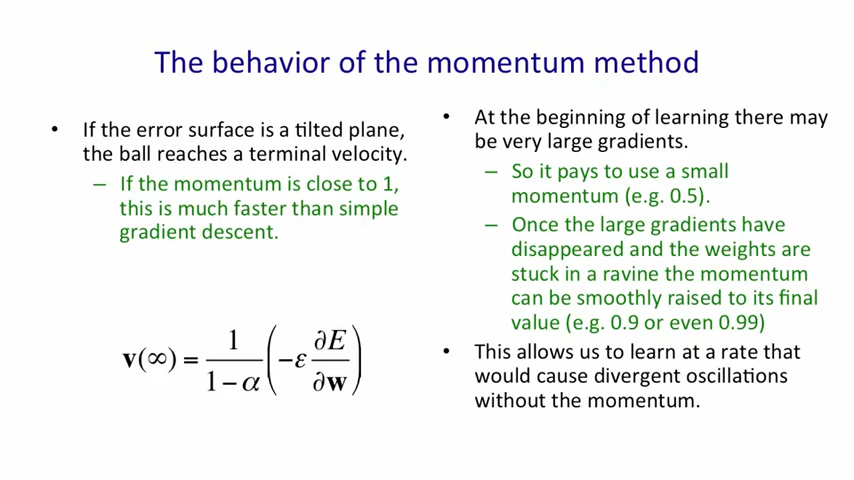 The behavior of the momentum method
• If the error surface is a tilted plane,
the ball reaches a terminal velocity.
– If the momentum is close to 1,
this is much faster than simple
gradient descent.
v(∞) = 1/(1−α) (−ε ∂E/∂w)
• At the beginning of learning there may
be very large gradients.
– So it pays to use a small
momentum (e.g. 0.5).
– Once the large gradients have
disappeared and the weights are
stuck in a ravine the momentum
can be smoothly raised to its final
value (e.g. 0.9 or even 0.99)
• This allows us to learn at a rate that
would cause divergent oscillations
without the momentum.